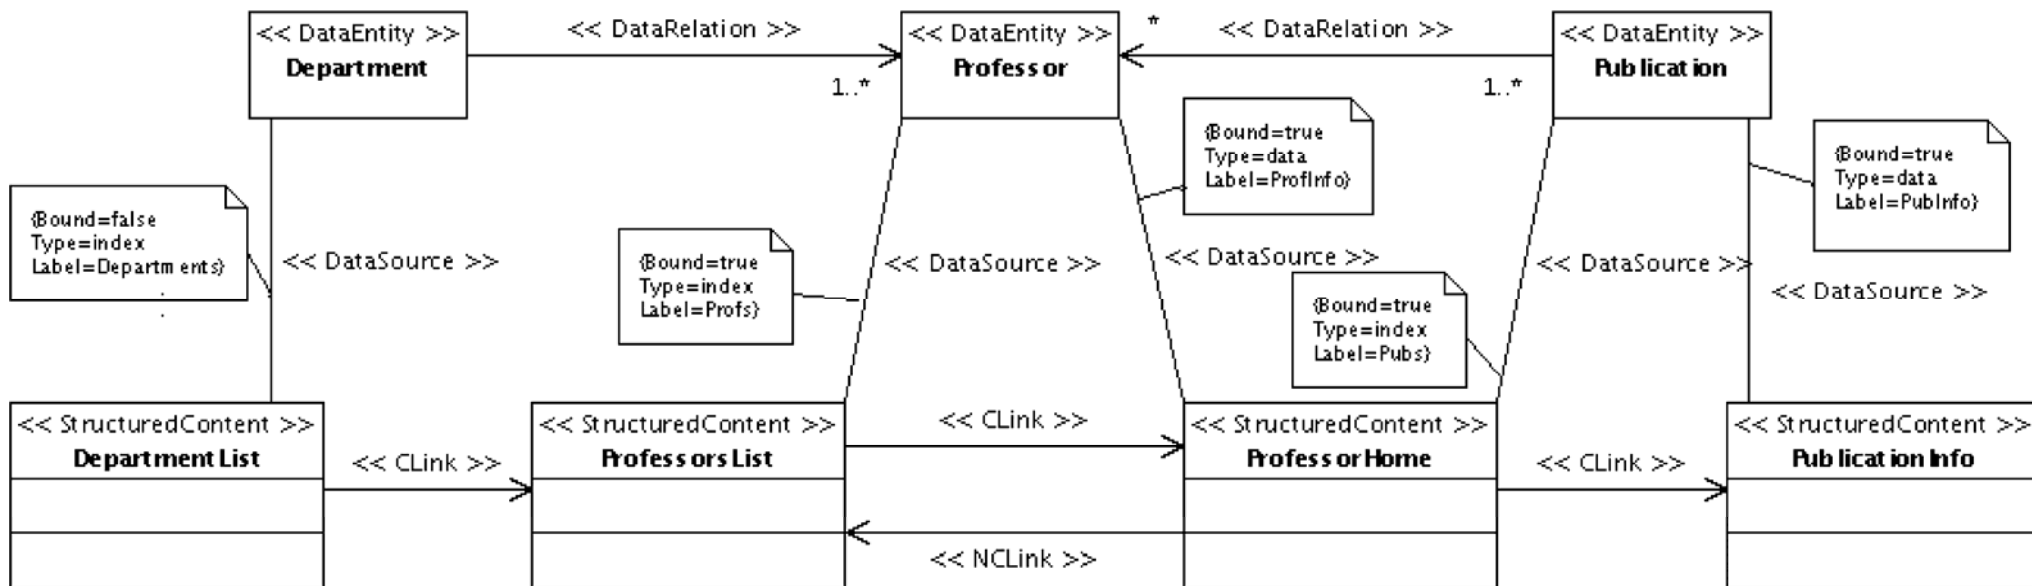 << DataEntity >>
Department
<< DataRelation >>
1..*
<< DataEntity >>
Professor
*
<< DataRelation >>
1..*
<< DataEntity >>
Publication
{Bound=false
Type=index
Label=Departments}
<< DataSource >>
{Bound=true
Type=index
Label=Profs}
<< DataSource >>
{Bound=true
Type=data
Label=ProfInfo}
<< DataSource >>
{Bound=true
Type=index
Label=Pubs}
<< DataSource >>
{Bound=true
Type=data
Label=PubInfo}
<< DataSource >>
<< StructuredContent >>
Department List
<< CLink >>
<< StructuredContent >>
Professors List
<< CLink >>
<< NCLink >>
<< StructuredContent >>
ProfessorHome
<< CLink >>
<< StructuredContent >>
Publication Info